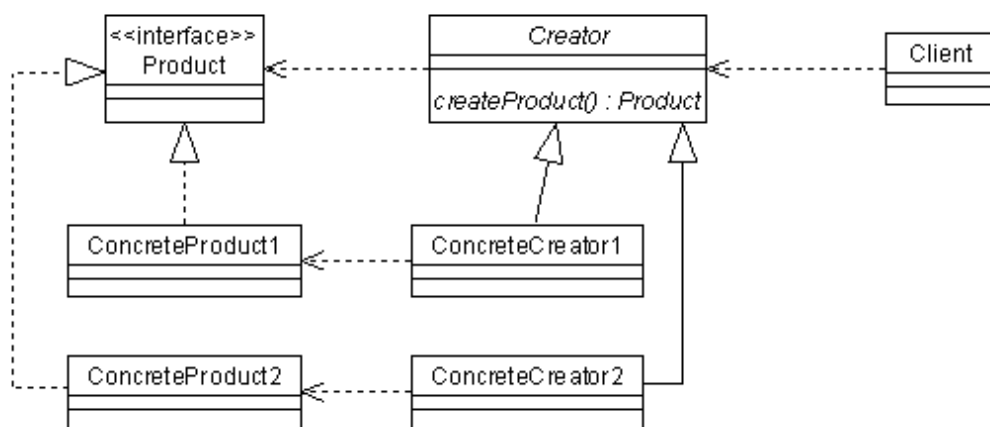 <<interface>>
Product
Creator
createProduct() : Product
Client
ConcreteProduct1
ConcreteCreator1
ConcreteProduct2
ConcreteCreator2